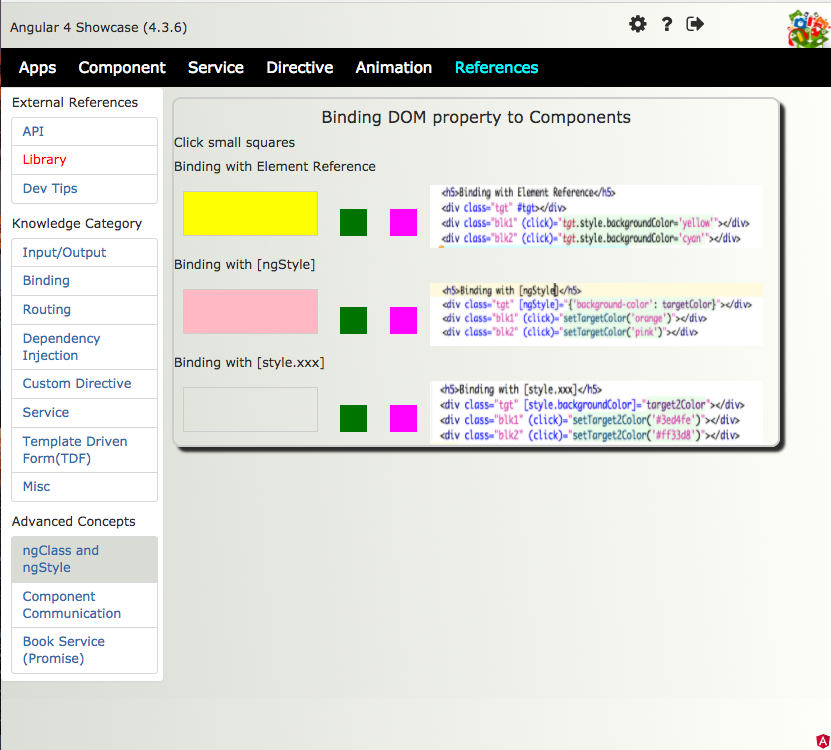 Angular 4 Showcase (4.3.6)
Apps Component Service Directive Animation References
External References
API
Library
Dev Tips
Knowledge Category
Input/Output
Binding
Routing
Dependency
Injection
Custom Directive
Service
Template Driven
Form(TDF)
Misc
Advanced Concepts
ngClass and
ngStyle
Component
Communication
Book Service
(Promise)
Binding DOM property to Components
Click small squares
Binding with Element Reference
<h5>Binding with Element Reference</h5>
<div class="tgt" #tgt></div>
<div class="blk1" (click)="tgt.style.backgroundColor='yellow'"></div>
<div class="blk2" (click)="tgt.style.backgroundColor='cyan'"></div>
Binding with [ngStyle]
<h5>Binding with [ngStyle]</h5>
<div class="tgt" [ngStyle]="{'background-color': targetColor}"></div>
<div class="blk1" (click)="setTargetColor('orange')"></div>
<div class="blk2" (click)="setTargetColor('pink')"></div>
Binding with [style.xxx]
<h5>Binding with [style.xxx]</h5>
<div class="tgt" [style.backgroundColor]="target2Color"></div>
<div class="blk1" (click)="setTarget2Color('#3ed4fe')"></div>
<div class="blk2" (click)="setTarget2Color('#ff33d8')"></div>